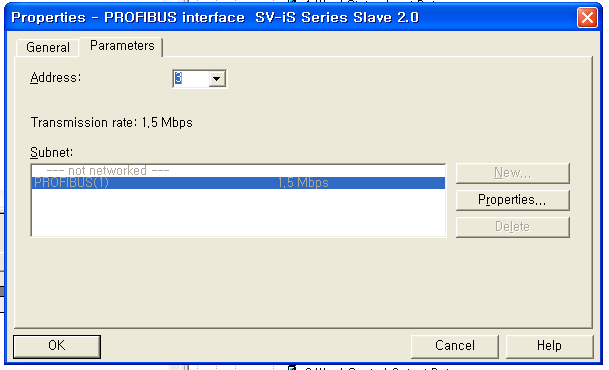 Properties - PROFIBUS interface  SV-iS Series Slave 2.0
General
Parameters
Address:
3
Transmission rate: 1,5 Mbps
Subnet:
--- not networked ---
PROFIBUS(1) 1,5 Mbps
New...
Properties...
Delete
OK
Cancel
Help